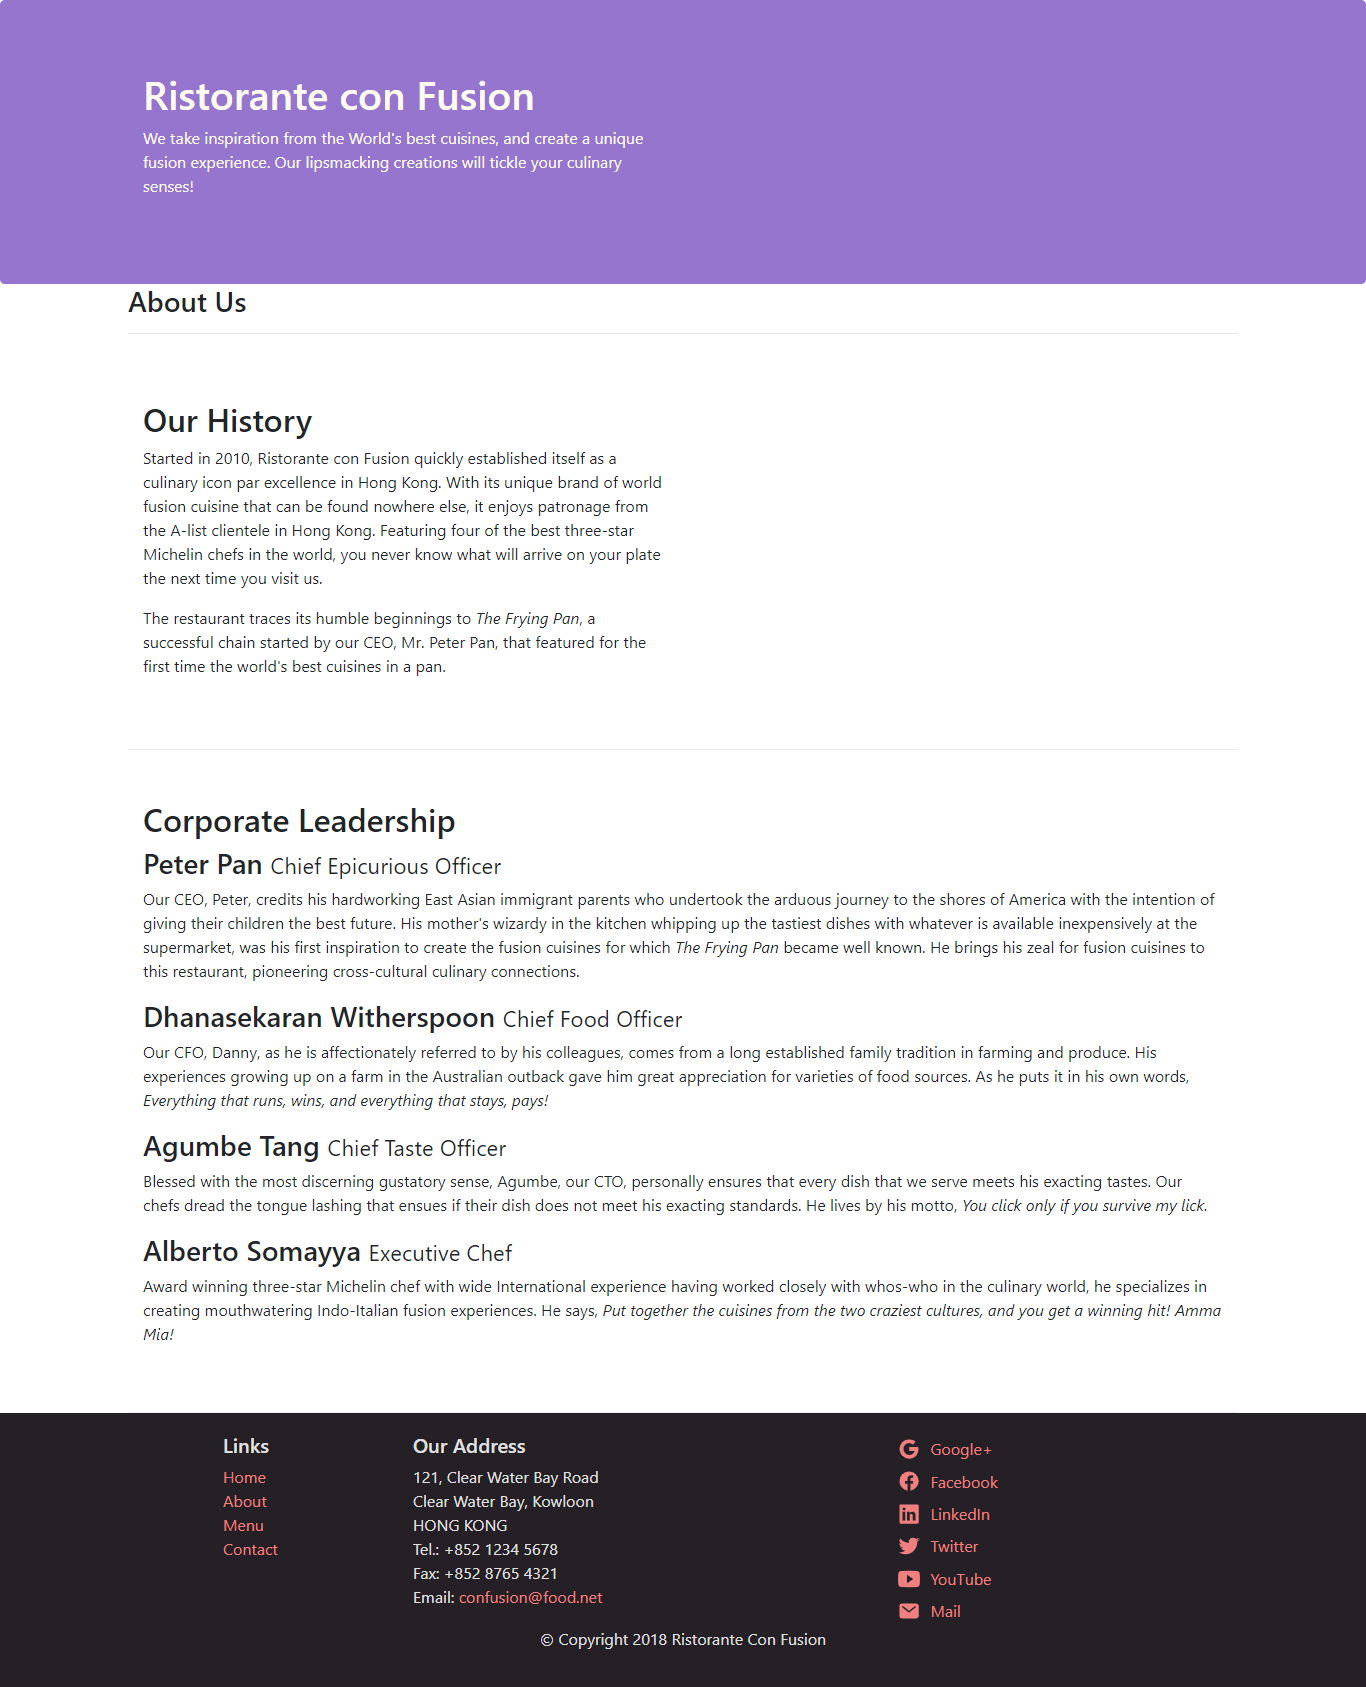 Ristorante con Fusion
We take inspiration from the World's best cuisines, and create a unique
fusion experience. Our lipsmacking creations will tickle your culinary
senses!
About Us
Our History
Started in 2010, Ristorante con Fusion quickly established itself as a
culinary icon par excellence in Hong Kong. With its unique brand of world
fusion cuisine that can be found nowhere else, it enjoys patronage from
the A-list clientele in Hong Kong. Featuring four of the best three-star
Michelin chefs in the world, you never know what will arrive on your plate
the next time you visit us.
The restaurant traces its humble beginnings to The Frying Pan, a
successful chain started by our CEO, Mr. Peter Pan, that featured for the
first time the world's best cuisines in a pan.
Corporate Leadership
Peter Pan Chief Epicurious Officer
Our CEO, Peter, credits his hardworking East Asian immigrant parents who undertook the arduous journey to the shores of America with the intention of
giving their children the best future. His mother's wizardy in the kitchen whipping up the tastiest dishes with whatever is available inexpensively at the
supermarket, was his first inspiration to create the fusion cuisines for which The Frying Pan became well known. He brings his zeal for fusion cuisines to
this restaurant, pioneering cross-cultural culinary connections.
Dhanasekaran Witherspoon Chief Food Officer
Our CFO, Danny, as he is affectionately referred to by his colleagues, comes from a long established family tradition in farming and produce. His
experiences growing up on a farm in the Australian outback gave him great appreciation for varieties of food sources. As he puts it in his own words,
Everything that runs, wins, and everything that stays, pays!
Agumbe Tang Chief Taste Officer
Blessed with the most discerning gustatory sense, Agumbe, our CTO, personally ensures that every dish that we serve meets his exacting tastes. Our
chefs dread the tongue lashing that ensues if their dish does not meet his exacting standards. He lives by his motto, You click only if you survive my lick.
Alberto Somayya Executive Chef
Award winning three-star Michelin chef with wide International experience having worked closely with whos-who in the culinary world, he specializes in
creating mouthwatering Indo-Italian fusion experiences. He says, Put together the cuisines from the two craziest cultures, and you get a winning hit! Amma
Mia!
Links
Home
About
Menu
Contact
Our Address
121, Clear Water Bay Road
Clear Water Bay, Kowloon
HONG KONG
Tel.: +852 1234 5678
Fax: +852 8765 4321
Email: confusion@food.net
Google+
Facebook
LinkedIn
Twitter
YouTube
Mail
© Copyright 2018 Ristorante Con Fusion